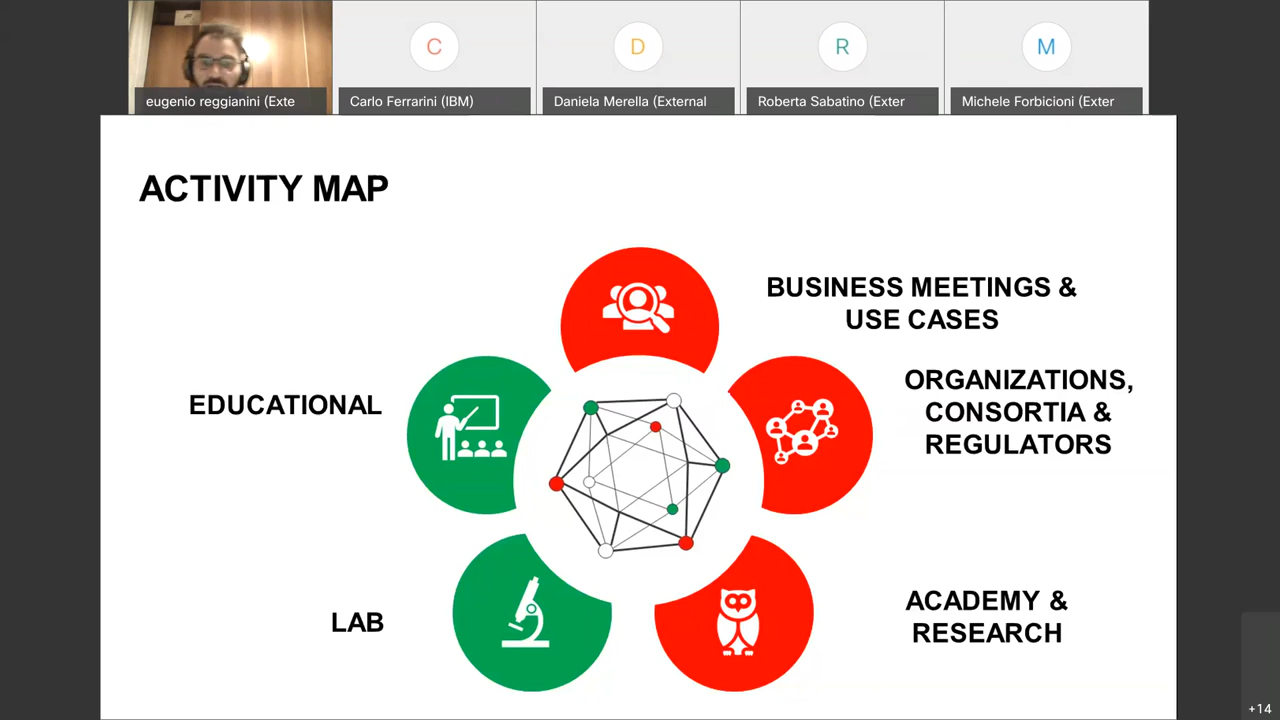 C
D
R
M
eugenio reggianini (Exte
Carlo Ferrarini (IBM)
Daniela Merella (External
Roberta Sabatino (Exter
Michele Forbicioni (Exter
ACTIVITY MAP
BUSINESS MEETINGS &
USE CASES
EDUCATIONAL
ORGANIZATIONS,
CONSORTIA &
REGULATORS
LAB
ACADEMY &
RESEARCH
+14